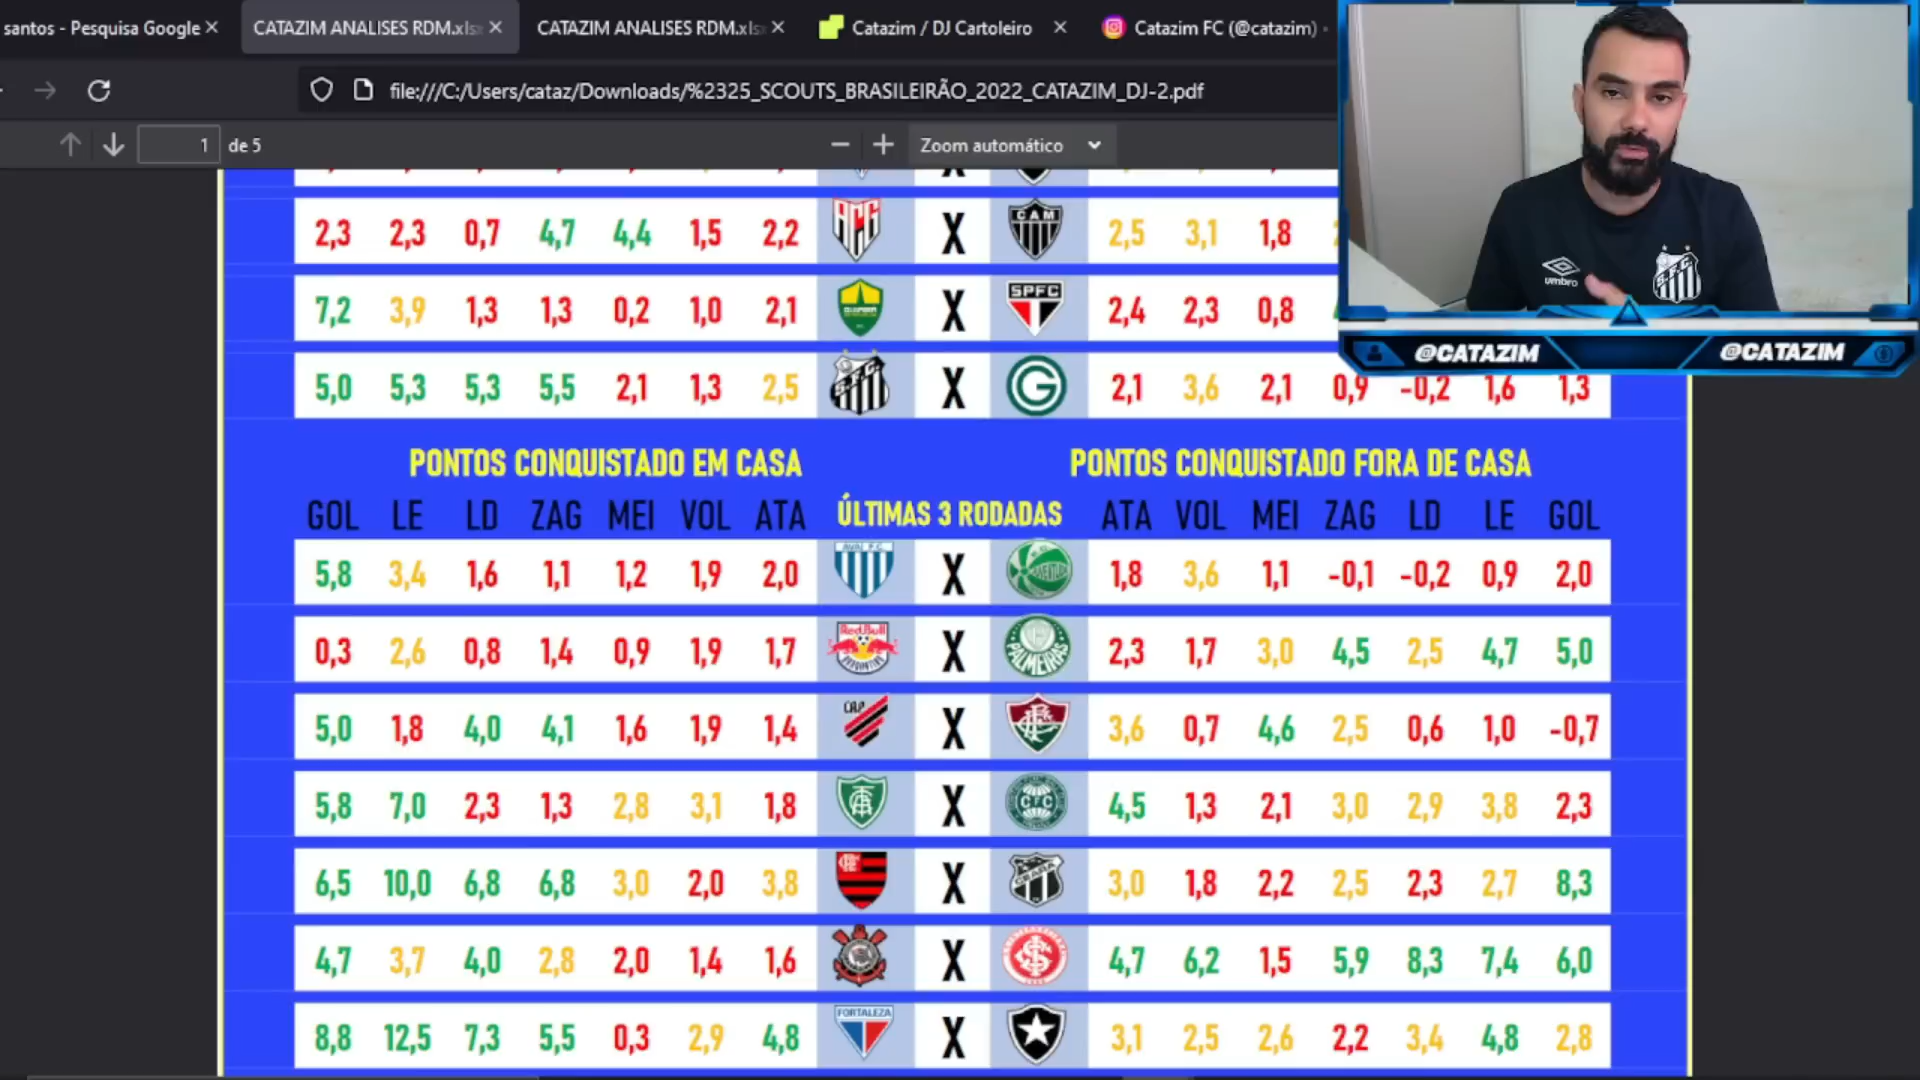 santos - Pesquisa Google
CATAZIM ANALISES RDM.xls
CATAZIM ANALISES RDM.xls
Catazim / DJ Cartoleiro
Catazim FC (@catazim)
file:///C:/Users/cataz/Downloads/%2325_SCOUTS_BRASILEIRÃO_2022_CATAZIM_DJ-2.pdf
1 de 5
Zoom automático
umbro
@CATAZIM @CATAZIM
2,3 2,3 0,7 4,7 4,4 1,5 2,2 ACG X CAM 2,5 3,1 1,8
7,2 3,9 1,3 1,3 0,2 1,0 2,1 X SPFC 2,4 2,3 0,8
5,0 5,3 5,3 5,5 2,1 1,3 2,5 X G 2,1 3,6 2,1 0,9 -0,2 1,6 1,3
PONTOS CONQUISTADO EM CASA PONTOS CONQUISTADO FORA DE CASA
GOL LE LD ZAG MEI VOL ATA ÚLTIMAS 3 RODADAS ATA VOL MEI ZAG LD LE GOL
5,8 3,4 1,6 1,1 1,2 1,9 2,0 AVAÍ F.C. X 1,8 3,6 1,1 -0,1 -0,2 0,9 2,0
0,3 2,6 0,8 1,4 0,9 1,9 1,7 Red Bull BRAGANTINO X PALMEIRAS 2,3 1,7 3,0 4,5 2,5 4,7 5,0
5,0 1,8 4,0 4,1 1,6 1,9 1,4 CAP X 3,6 0,7 4,6 2,5 0,6 1,0 -0,7
5,8 7,0 2,3 1,3 2,8 3,1 1,8 X CFC 4,5 1,3 2,1 3,0 2,9 3,8 2,3
6,5 10,0 6,8 6,8 3,0 2,0 3,8 X CEARÁ 3,0 1,8 2,2 2,5 2,3 2,7 8,3
4,7 3,7 4,0 2,8 2,0 1,4 1,6 X 4,7 6,2 1,5 5,9 8,3 7,4 6,0
8,8 12,5 7,3 5,5 0,3 2,9 4,8 FORTALEZA X 3,1 2,5 2,6 2,2 3,4 4,8 2,8